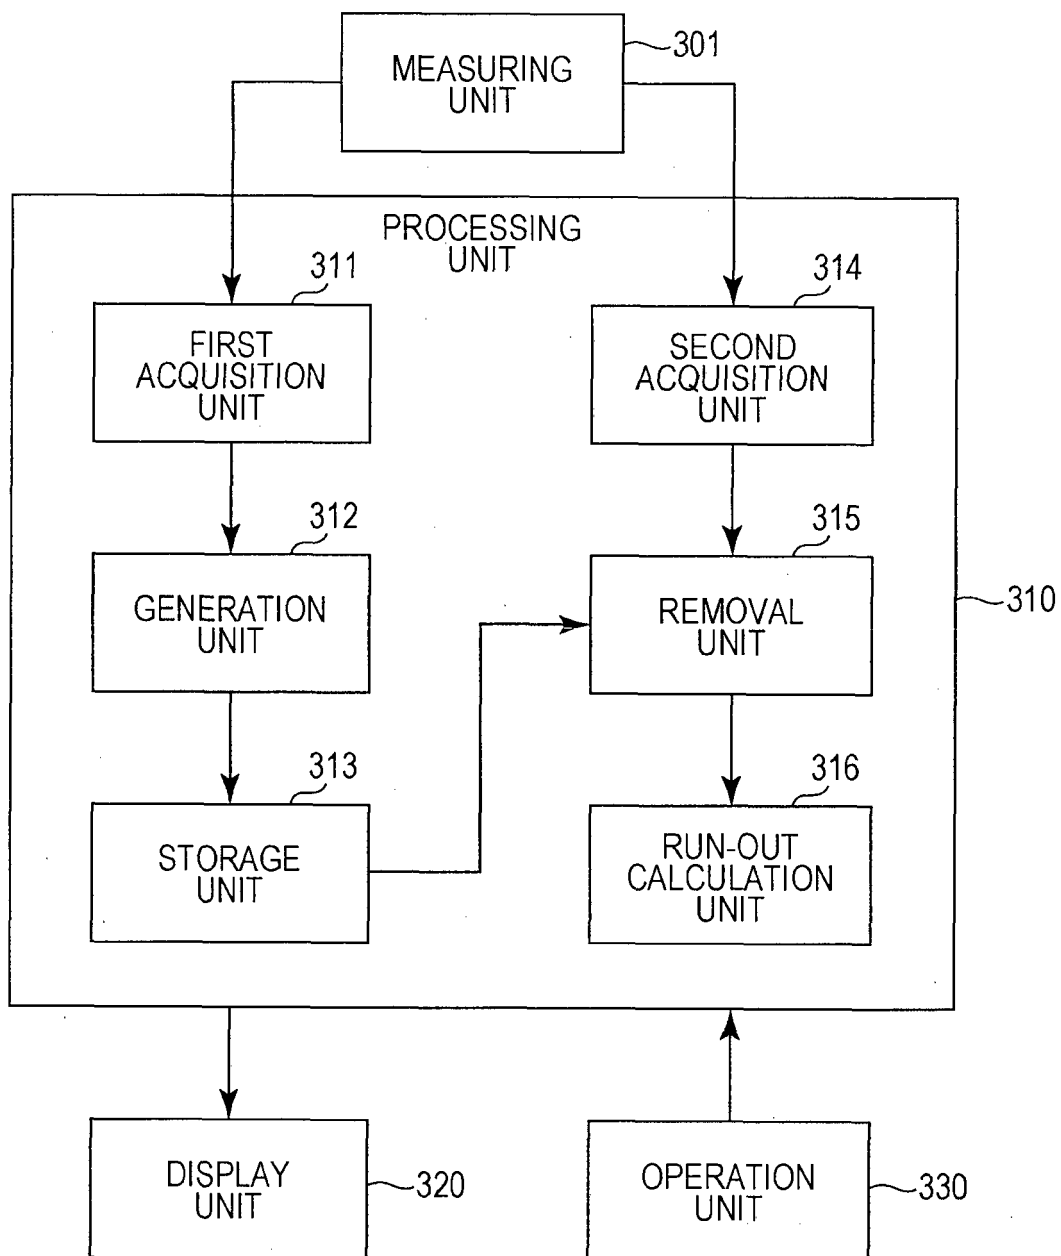 MEASURING
UNIT
301
PROCESSING
UNIT
311
FIRST
ACQUISITION
UNIT
314
SECOND
ACQUISITION
UNIT
312
GENERATION
UNIT
315
REMOVAL
UNIT
310
313
STORAGE
UNIT
316
RUN-OUT
CALCULATION
UNIT
DISPLAY
UNIT
320
OPERATION
UNIT
330